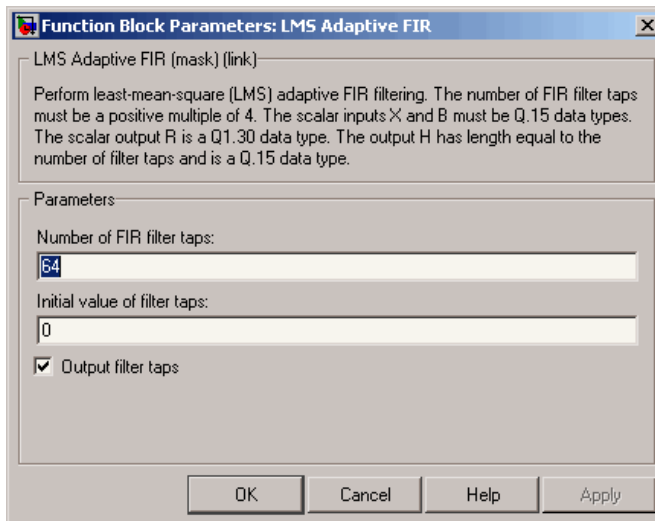 Function Block Parameters: LMS Adaptive FIR
LMS Adaptive FIR (mask) (link)
Perform least-mean-square (LMS) adaptive FIR filtering. The number of FIR filter taps
must be a positive multiple of 4. The scalar inputs X and B must be Q.15 data types.
The scalar output R is a Q1.30 data type. The output H has length equal to the
number of filter taps and is a Q.15 data type.
Parameters
Number of FIR filter taps:
64
Initial value of filter taps:
0
Output filter taps
OK Cancel Help Apply